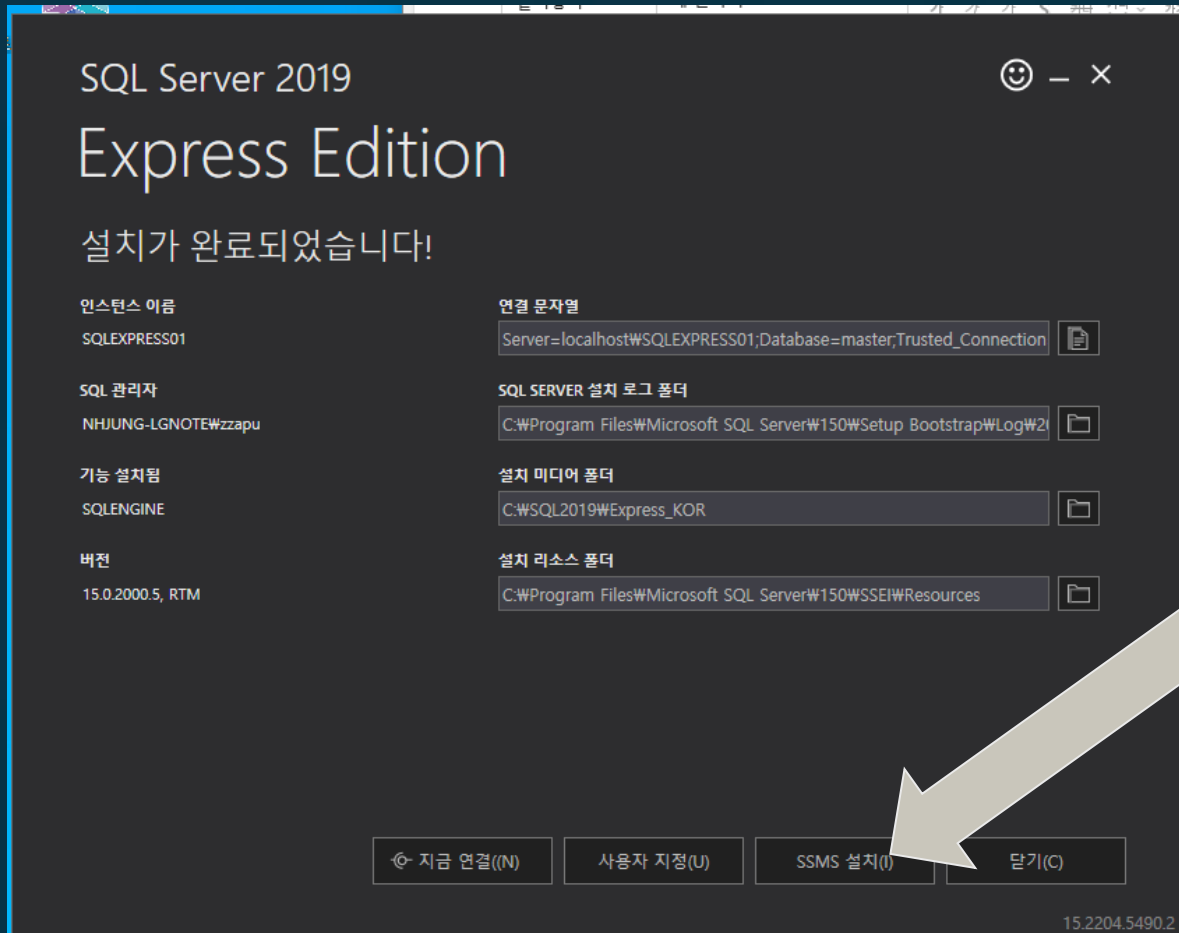 SQL Server 2019
Express Edition
설치가 완료되었습니다!
인스턴스 이름
SQLEXPRESS01
SQL 관리자
NHJUNG-LGNOTE₩zzapu
기능 설치됨
SQLENGINE
버전
15.0.2000.5, RTM
연결 문자열
Server=localhost₩SQLEXPRESS01;Database=master;Trusted_Connection
SQL SERVER 설치 로그 폴더
C:₩Program Files₩Microsoft SQL Server₩150₩Setup Bootstrap₩Log₩20
설치 미디어 폴더
C:₩SQL2019₩Express_KOR
설치 리소스 폴더
C:₩Program Files₩Microsoft SQL Server₩150₩SSEI₩Resources
지금 연결((N)
사용자 지정(U)
SSMS 설치(I)
닫기(C)
15.2204.5490.2